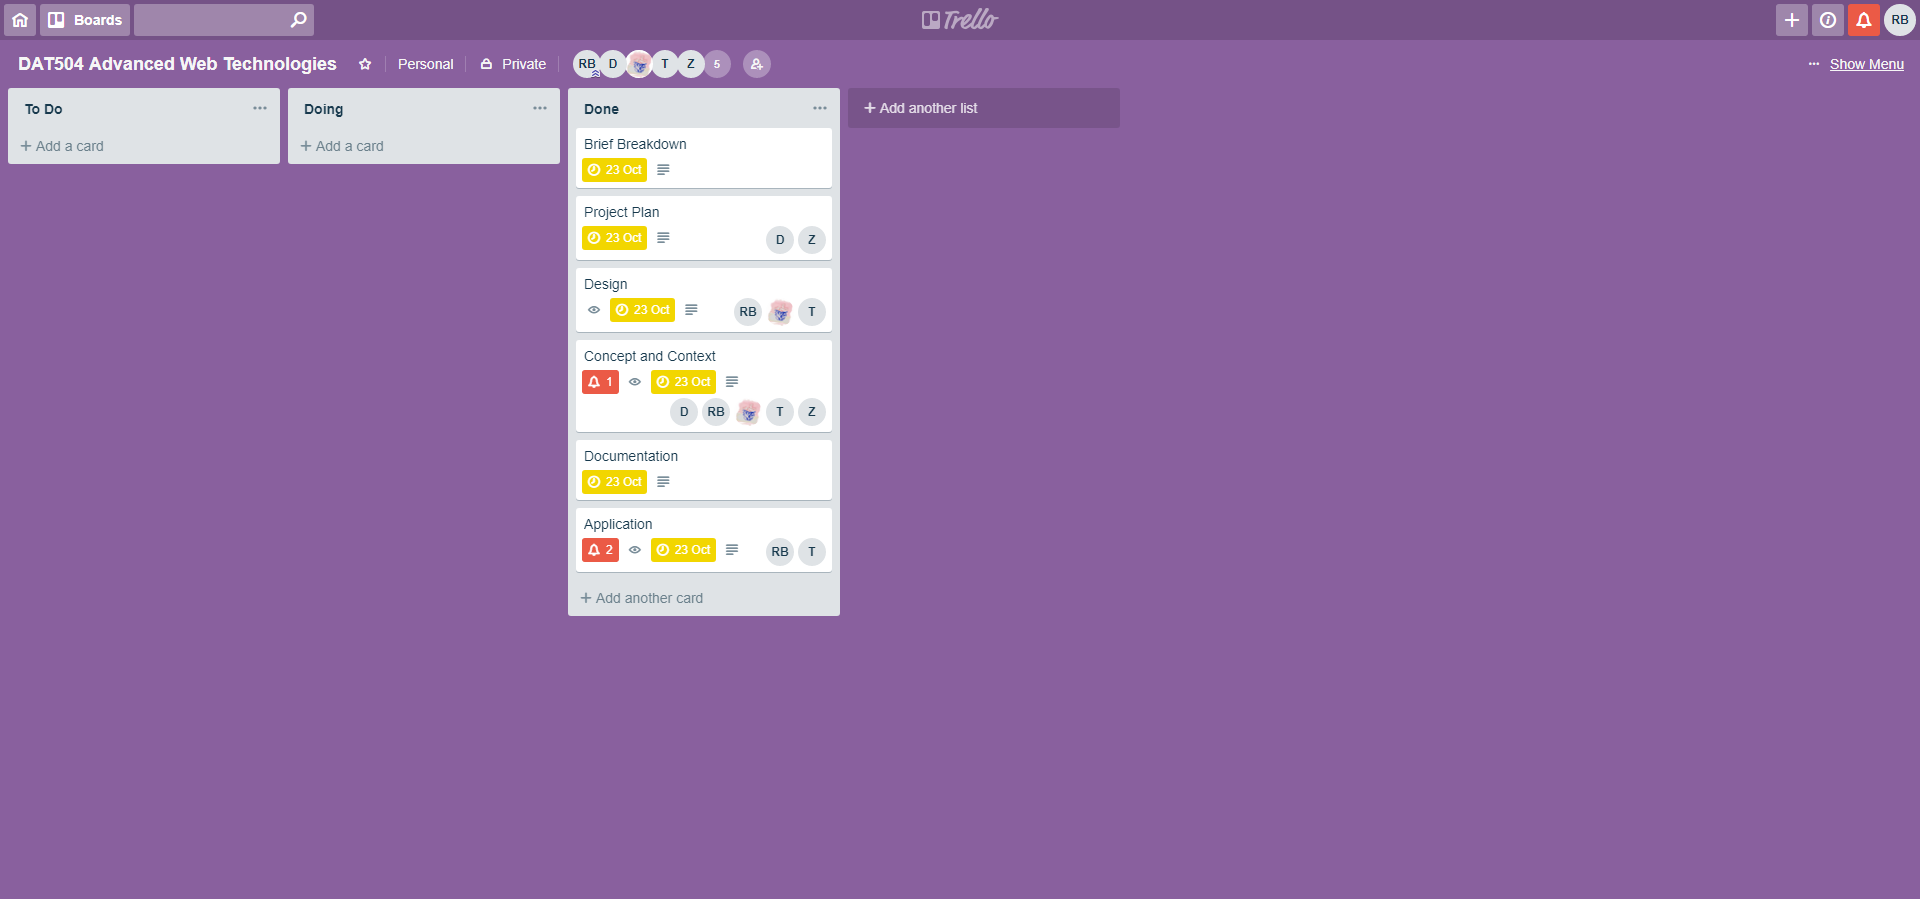 Boards
Trello
RB
DAT504 Advanced Web Technologies
Personal
Private
RB D T Z 5
Show Menu
To Do
Add a card
Doing
Add a card
Done
Brief Breakdown
23 Oct
Project Plan
23 Oct
D Z
Design
23 Oct
RB T
Concept and Context
1 23 Oct
D RB T Z
Documentation
23 Oct
Application
2 23 Oct
RB T
Add another card
Add another list